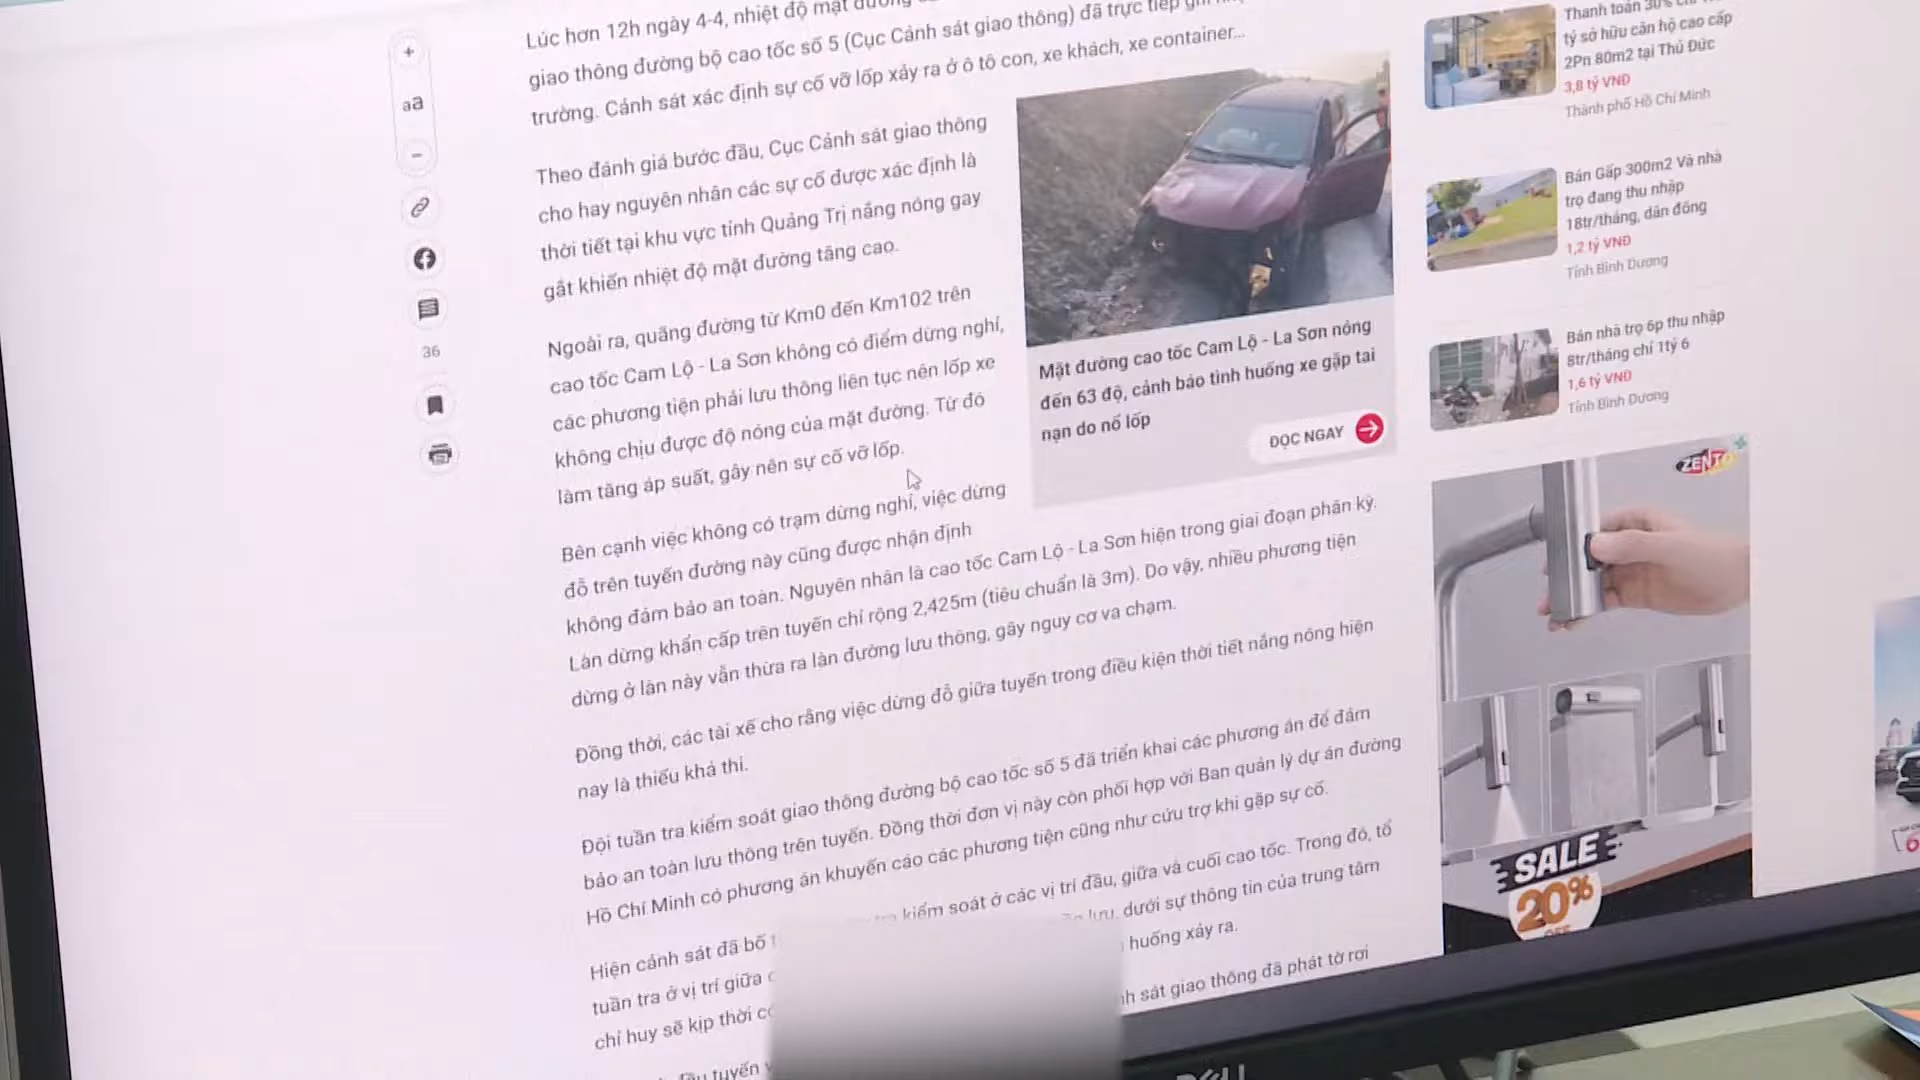 Lúc hơn 12h ngày 4-4, nhiệt độ mặt đường
giao thông đường bộ cao tốc số 5 (Cục Cảnh sát giao thông) đã trực tiếp ghi
trường. Cảnh sát xác định sự cố vỡ lốp xảy ra ở ô tô con, xe khách, xe container...
Theo đánh giá bước đầu, Cục Cảnh sát giao thông
cho hay nguyên nhân các sự cố được xác định là
thời tiết tại khu vực tỉnh Quảng Trị nắng nóng gay
gắt khiến nhiệt độ mặt đường tăng cao.
Ngoài ra, quãng đường từ Km0 đến Km102 trên
cao tốc Cam Lộ - La Sơn không có điểm dừng nghỉ,
các phương tiện phải lưu thông liên tục nên lốp xe
không chịu được độ nóng của mặt đường. Từ đó
làm tăng áp suất, gây nên sự cố vỡ lốp.
Bên cạnh việc không có trạm dừng nghỉ, việc dừng
đỗ trên tuyến đường này cũng được nhận định
không đảm bảo an toàn. Nguyên nhân là cao tốc Cam Lộ - La Sơn hiện trong giai đoạn phân kỳ.
Làn dừng khẩn cấp trên tuyến chỉ rộng 2,425m (tiêu chuẩn là 3m). Do vậy, nhiều phương tiện
dừng ở làn này vẫn thừa ra làn đường lưu thông, gây nguy cơ va chạm.
Đồng thời, các tài xế cho rằng việc dừng đỗ giữa tuyến trong điều kiện thời tiết nắng nóng hiện
nay là thiếu khả thi.
Đội tuần tra kiểm soát giao thông đường bộ cao tốc số 5 đã triển khai các phương án để đảm
bảo an toàn lưu thông trên tuyến. Đồng thời đơn vị này còn phối hợp với Ban quản lý dự án đường
Hồ Chí Minh có phương án khuyến cáo các phương tiện cũng như cứu trợ khi gặp sự cố.
Hiện cảnh sát đã bố kiểm soát ở các vị trí đầu, giữa và cuối cao tốc. Trong đó, tổ
tuần tra ở vị trí giữa lưu, dưới sự thông tin của trung tâm
chỉ huy sẽ kịp thời huống xảy ra.
sát giao thông đã phát tờ rơi
tuyến
+
aA
−
36
Mặt đường cao tốc Cam Lộ - La Sơn nóng
đến 63 độ, cảnh báo tình huống xe gặp tai
nạn do nổ lốp
ĐỌC NGAY
Thanh toán 30%
tỷ sở hữu căn hộ cao cấp
2Pn 80m2 tại Thủ Đức
3,8 tỷ VNĐ
Thành phố Hồ Chí Minh
Bán Gấp 300m2 Và nhà
trọ đang thu nhập
18tr/tháng, dân đông
1,2 tỷ VNĐ
Tỉnh Bình Dương
Bán nhà trọ 6p thu nhập
8tr/tháng chỉ 1tỷ 6
1,6 tỷ VNĐ
Tỉnh Bình Dương
ZENTO
SALE
20%
OFF
6
DELL